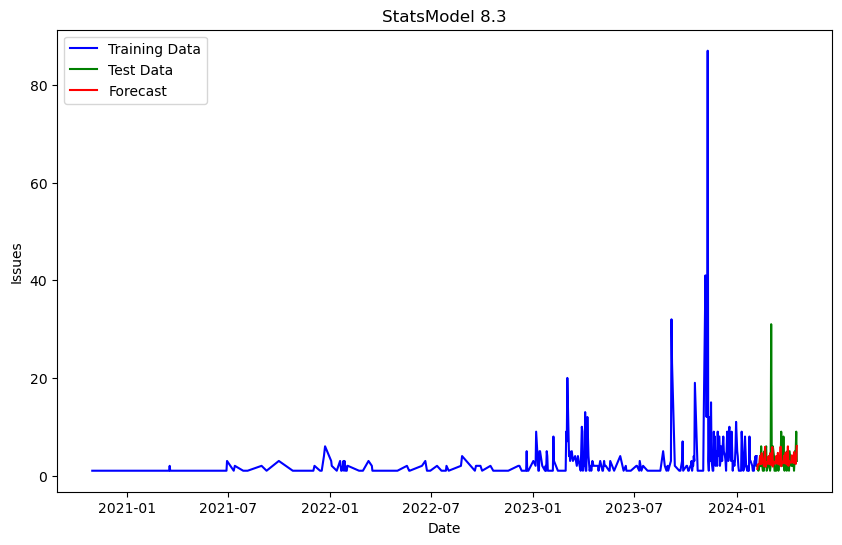 StatsModel 8.3
Training Data
Test Data
Forecast
80
60
40
20
0
Issues
2021-01 2021-07 2022-01 2022-07 2023-01 2023-07 2024-01
Date